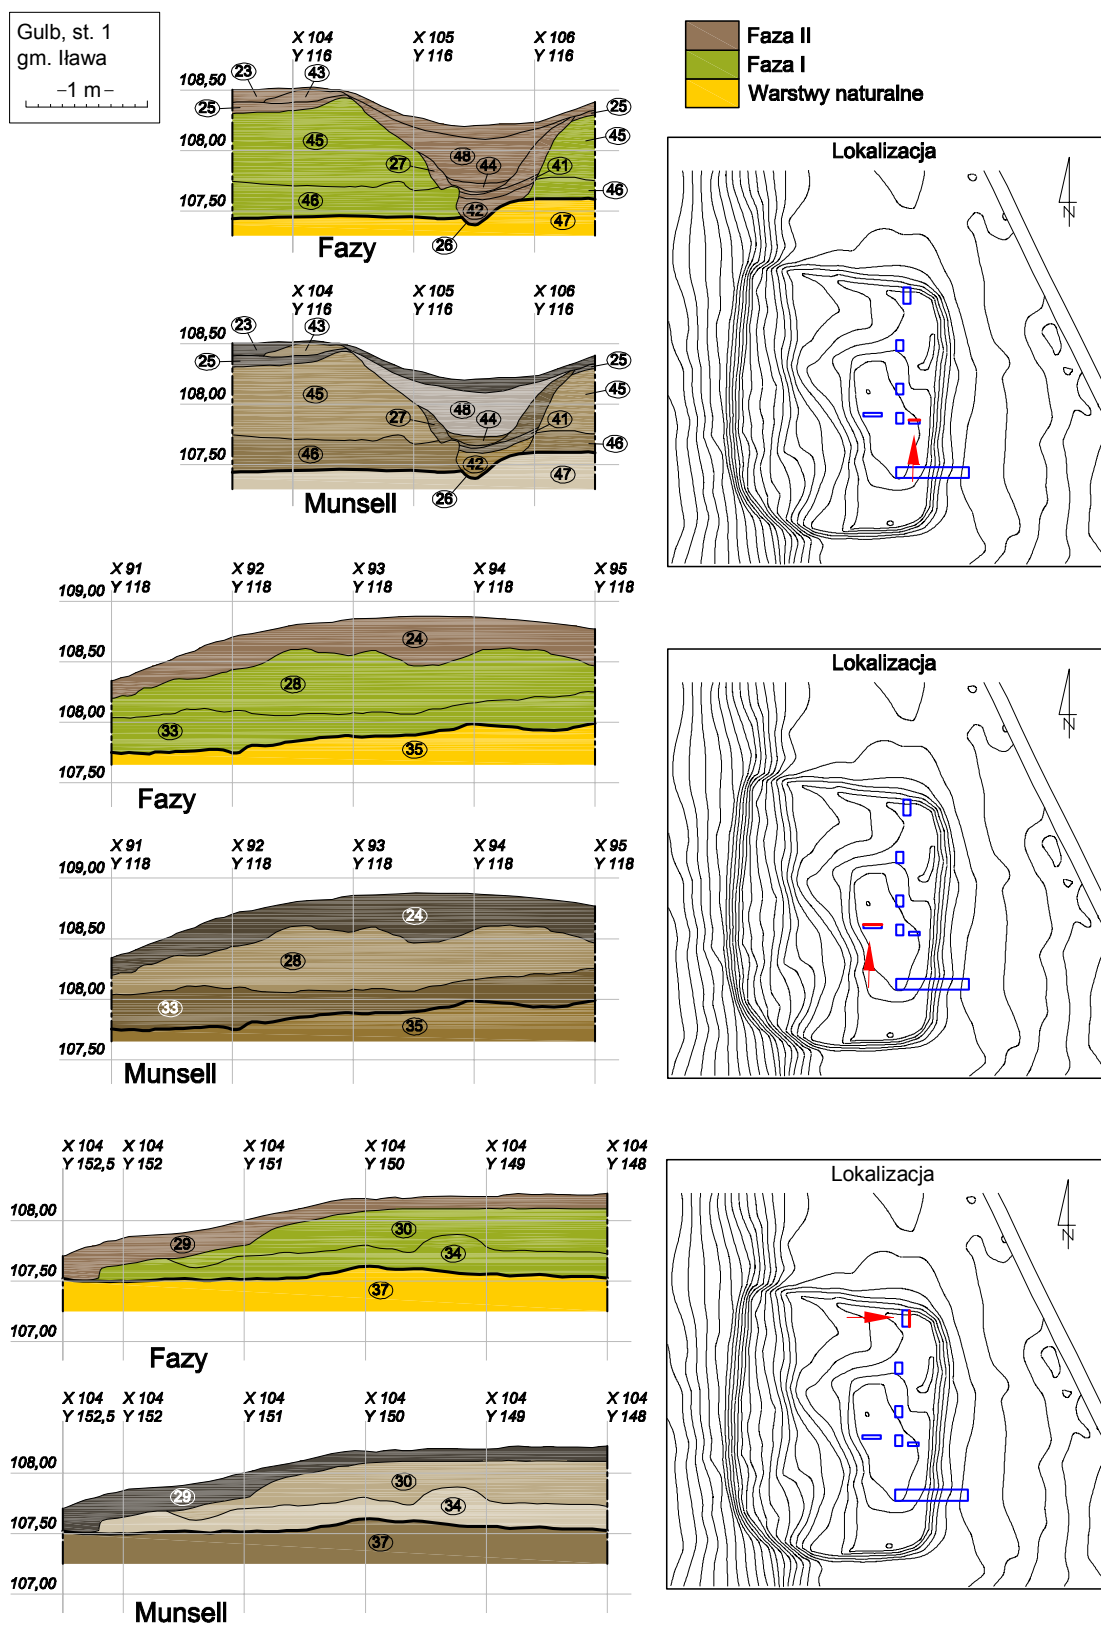 Gulb, st. 1
gm. Iława
–1 m–
Faza II
Faza I
Warstwy naturalne
X 104 X 105 X 106
Y 116 Y 116 Y 116
108,50
108,00
107,50
23
43
25
25
45
45
27
48
44
41
46
46
42
47
26
Fazy
Lokalizacja
N
X 104 X 105 X 106
Y 116 Y 116 Y 116
108,50
108,00
107,50
23
43
25
25
45
45
27
48
44
41
46
46
42
47
26
Munsell
X 91 X 92 X 93 X 94 X 95
Y 118 Y 118 Y 118 Y 118 Y 118
109,00
108,50
108,00
107,50
24
28
33
35
Fazy
Lokalizacja
N
X 91 X 92 X 93 X 94 X 95
Y 118 Y 118 Y 118 Y 118 Y 118
109,00
108,50
108,00
107,50
24
28
33
35
Munsell
X 104 X 104 X 104 X 104 X 104 X 104
Y 152,5 Y 152 Y 151 Y 150 Y 149 Y 148
108,00
107,50
107,00
29
30
34
37
Fazy
Lokalizacja
N
X 104 X 104 X 104 X 104 X 104 X 104
Y 152,5 Y 152 Y 151 Y 150 Y 149 Y 148
108,00
107,50
107,00
29
30
34
37
Munsell